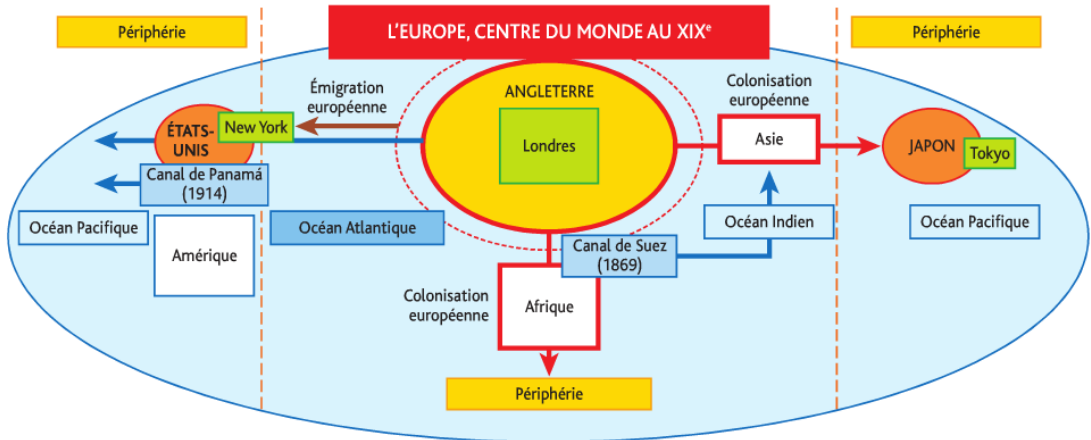 Périphérie
L'EUROPE, CENTRE DU MONDE AU XIXᵉ
Périphérie
Émigration
européenne
ANGLETERRE
Londres
Colonisation
européenne
ÉTATS-
UNIS
New York
Asie
JAPON
Tokyo
Canal de Panamá
(1914)
Océan Pacifique
Océan Atlantique
Océan Indien
Océan Pacifique
Amérique
Canal de Suez
(1869)
Colonisation
européenne
Afrique
Périphérie